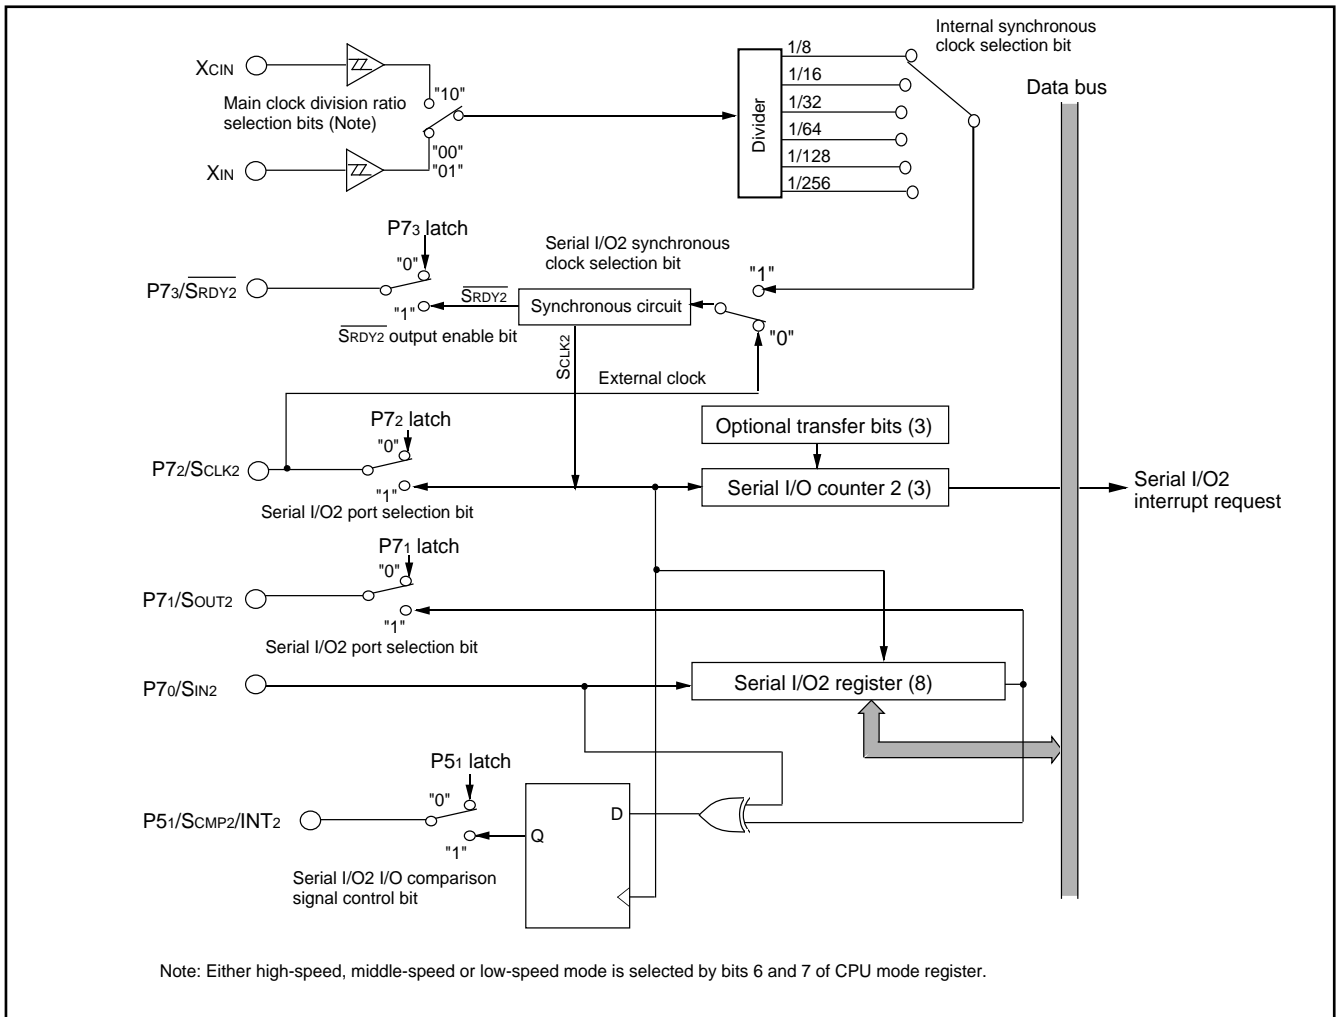 Internal synchronous
clock selection bit
XCIN
"10"
Main clock division ratio
selection bits (Note)
"00"
"01"
XIN
Divider
1/8
1/16
1/32
1/64
1/128
1/256
Data bus
P73 latch
"0"
P73/SRDY2
"1"
SRDY2
SRDY2 output enable bit
Serial I/O2 synchronous
clock selection bit
Synchronous circuit
"1"
"0"
SCLK2
External clock
P72 latch
"0"
P72/SCLK2
"1"
Serial I/O2 port selection bit
Optional transfer bits (3)
Serial I/O counter 2 (3)
Serial I/O2
interrupt request
P71 latch
"0"
P71/SOUT2
"1"
Serial I/O2 port selection bit
P70/SIN2
Serial I/O2 register (8)
P51 latch
"0"
P51/SCMP2/INT2
"1"
Q
D
Serial I/O2 I/O comparison
signal control bit
Note: Either high-speed, middle-speed or low-speed mode is selected by bits 6 and 7 of CPU mode register.